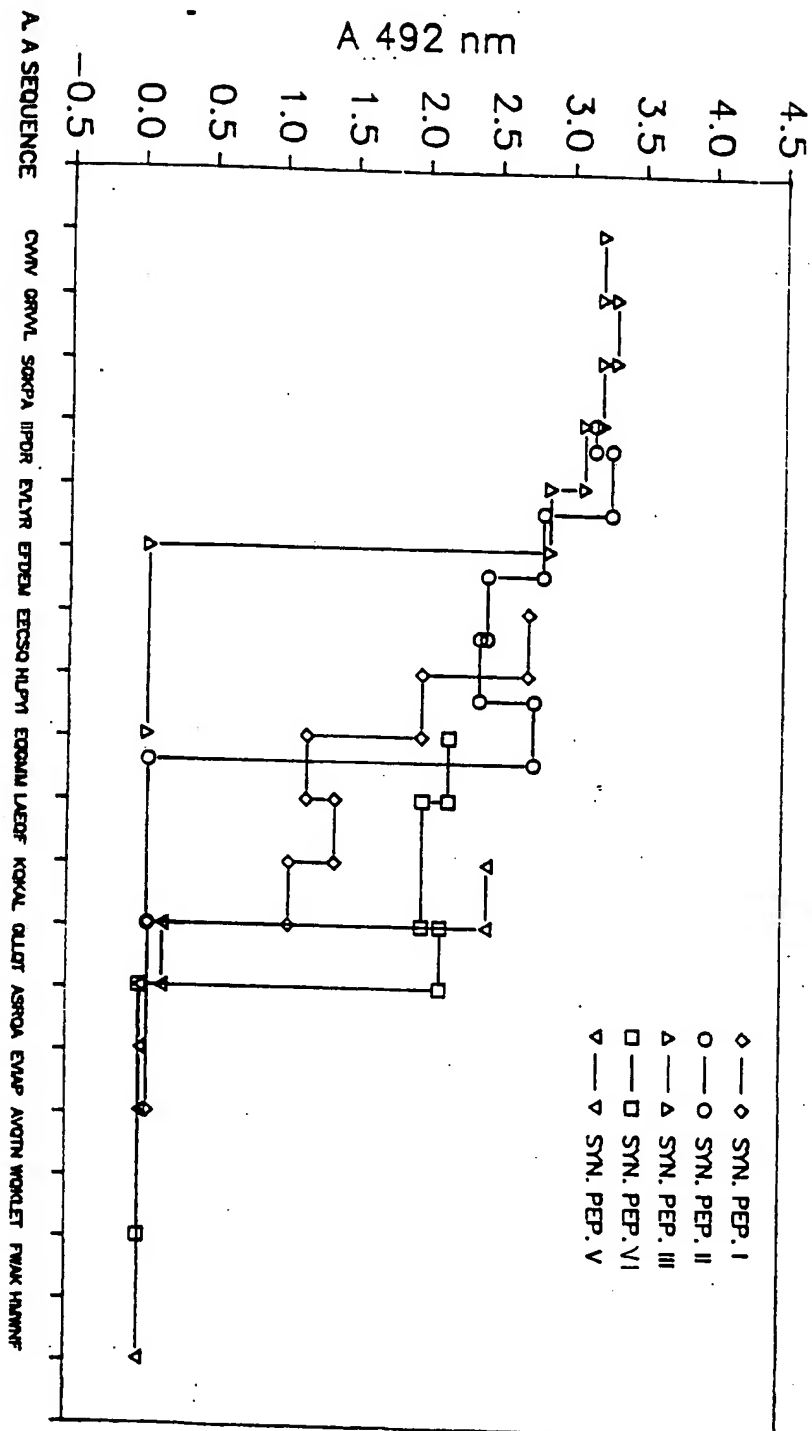 A 492 nm
4.5
4.0
3.5
3.0
2.5
2.0
1.5
1.0
0.5
0.0
−0.5
◇—◇ SYN. PEP. I
○—○ SYN. PEP. II
△—△ SYN. PEP. III
□—□ SYN. PEP. VI
▽—▽ SYN. PEP. V
A. A SEQUENCE CVVIV GRVVL SGKPA IIPDR EVLYR EFDEM EECSQ HLPYI EQGMM LAEQF KQKAL GLLQT ASRQA EVIAP AVQTN WQKLET FWAK HMWNF